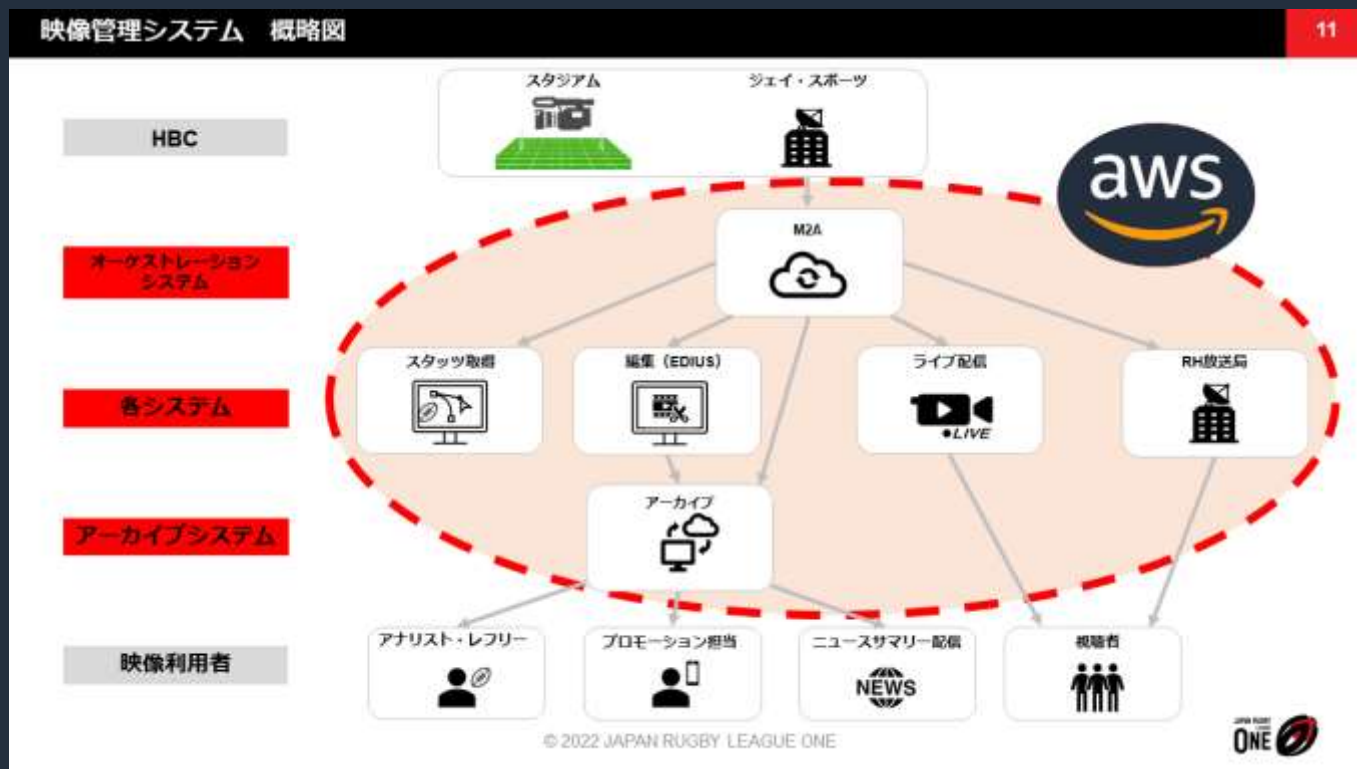 映像管理システム 概略図
11
スタジアム
ジェイ・スポーツ
HBC
aws
M2A
オーケストレーション
システム
スタッツ取得
編集（EDIUS）
ライブ配信
RH放送局
各システム
●LIVE
アーカイブ
アーカイブシステム
アナリスト・レフリー
プロモーション担当
ニュースサマリー配信
視聴者
映像利用者
NEWS
© 2022 JAPAN RUGBY LEAGUE ONE
JAPAN RUGBY
LEAGUE
ONE